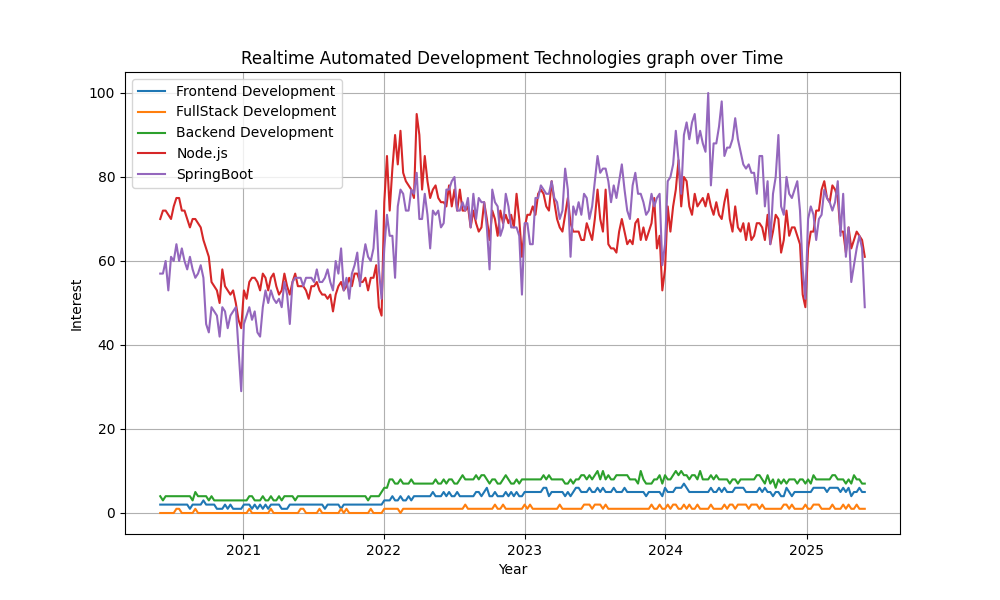 Realtime Automated Development Technologies graph over Time
Frontend Development
FullStack Development
Backend Development
Node.js
SpringBoot
100
80
60
40
20
0
Interest
2021 2022 2023 2024 2025
Year